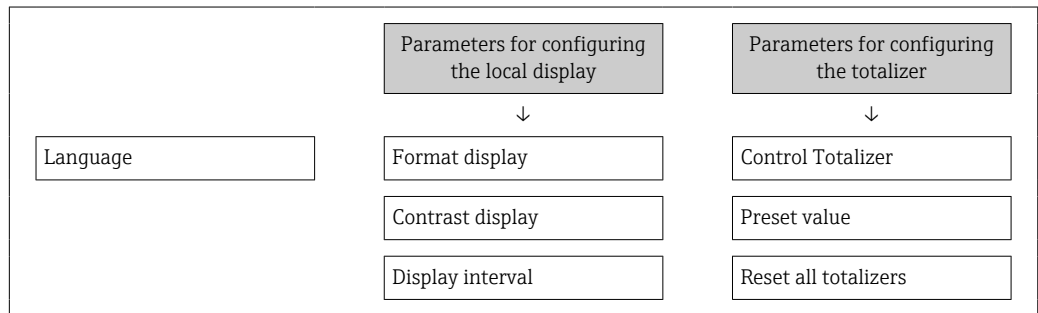 Parameters for configuring
the local display
Parameters for configuring
the totalizer
↓
↓
Language
Format display
Control Totalizer
Contrast display
Preset value
Display interval
Reset all totalizers